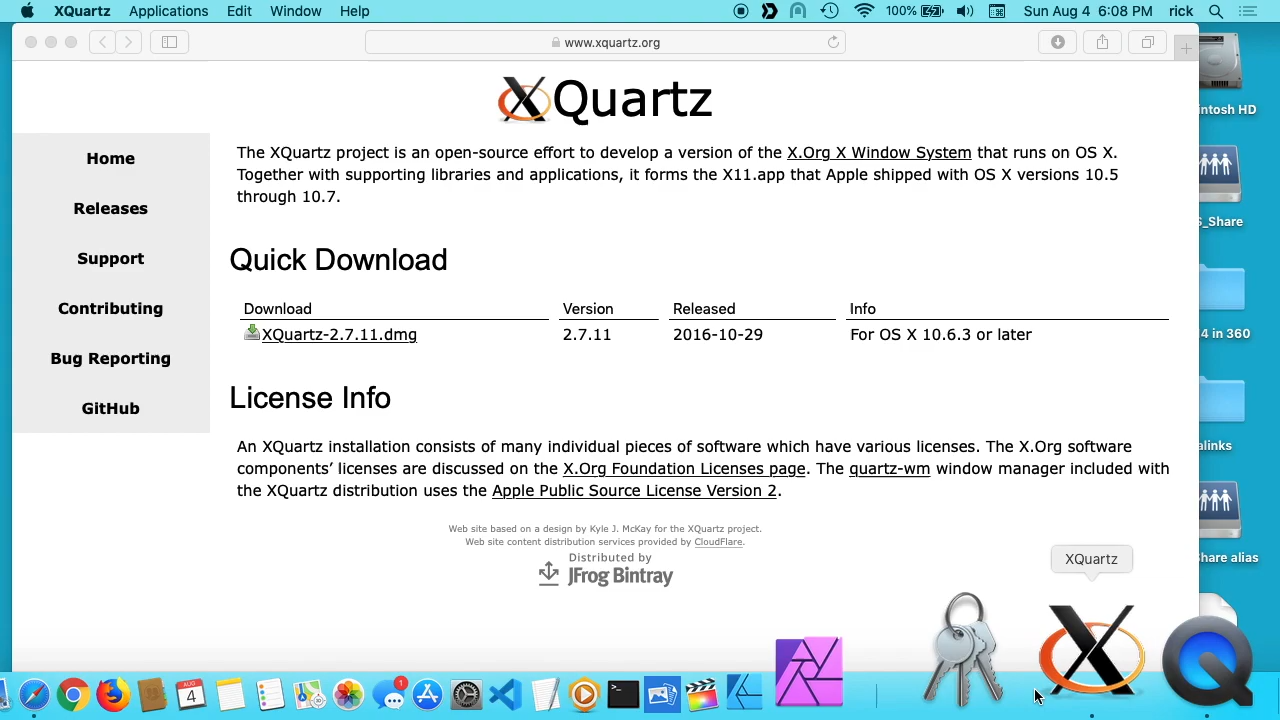 XQuartz Applications Edit Window Help 100% Sun Aug 4 6:08 PM rick
www.xquartz.org
XQuartz
Home
Releases
Support
Contributing
Bug Reporting
GitHub
The XQuartz project is an open-source effort to develop a version of the X.Org X Window System that runs on OS X.
Together with supporting libraries and applications, it forms the X11.app that Apple shipped with OS X versions 10.5
through 10.7.
Quick Download
Download Version Released Info
XQuartz-2.7.11.dmg 2.7.11 2016-10-29 For OS X 10.6.3 or later
License Info
An XQuartz installation consists of many individual pieces of software which have various licenses. The X.Org software
components’ licenses are discussed on the X.Org Foundation Licenses page. The quartz-wm window manager included with
the XQuartz distribution uses the Apple Public Source License Version 2.
Web site based on a design by Kyle J. McKay for the XQuartz project.
Web site content distribution services provided by CloudFlare.
Distributed by
JFrog Bintray
intosh HD
S_Share
4 in 360
alinks
hare alias
XQuartz
AUG
4
1